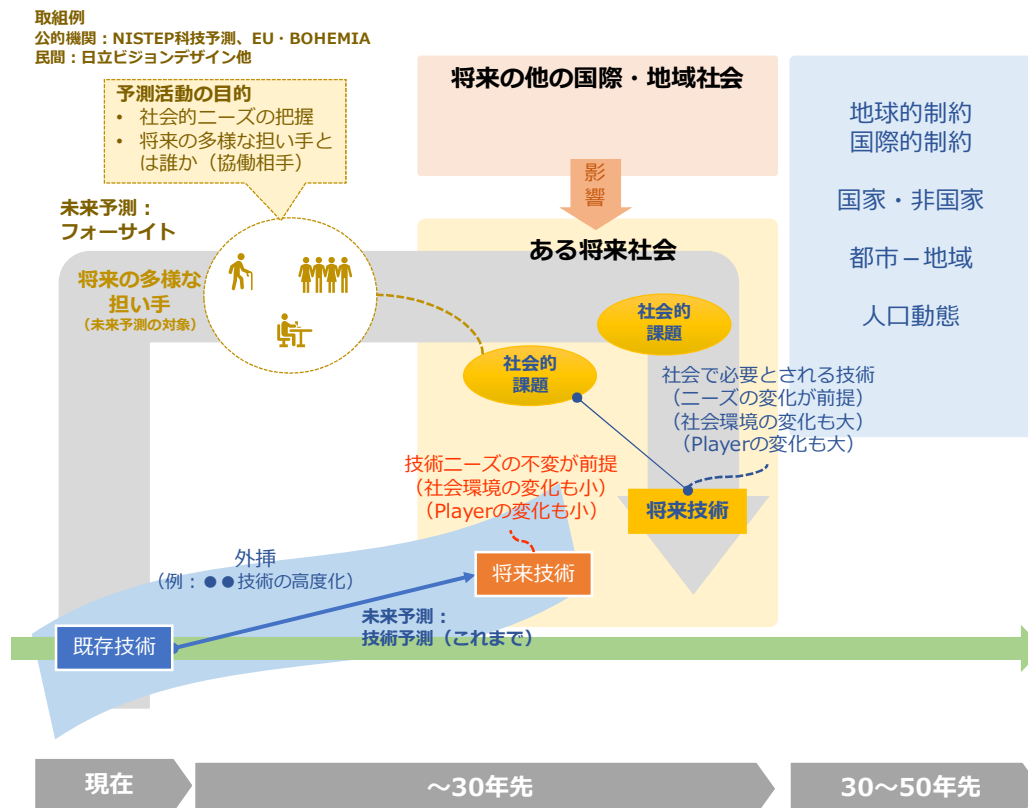 取組例
公的機関：NISTEP科技予測、EU・BOHEMIA
民間：日立ビジョンデザイン他
予測活動の目的
• 社会的ニーズの把握
• 将来の多様な担い手と
は誰か（協働相手）
将来の他の国際・地域社会
影
響
地球的制約
国際的制約
国家・非国家
都市－地域
人口動態
未来予測：
フォーサイト
将来の多様な
担い手
（未来予測の対象）
ある将来社会
社会的
課題
社会的
課題
社会で必要とされる技術
（ニーズの変化が前提）
（社会環境の変化も大）
（Playerの変化も大）
技術ニーズの不変が前提
（社会環境の変化も小）
（Playerの変化も小）
将来技術
外挿
（例：●●技術の高度化）
将来技術
未来予測：
技術予測（これまで）
既存技術
現在
～30年先
30～50年先